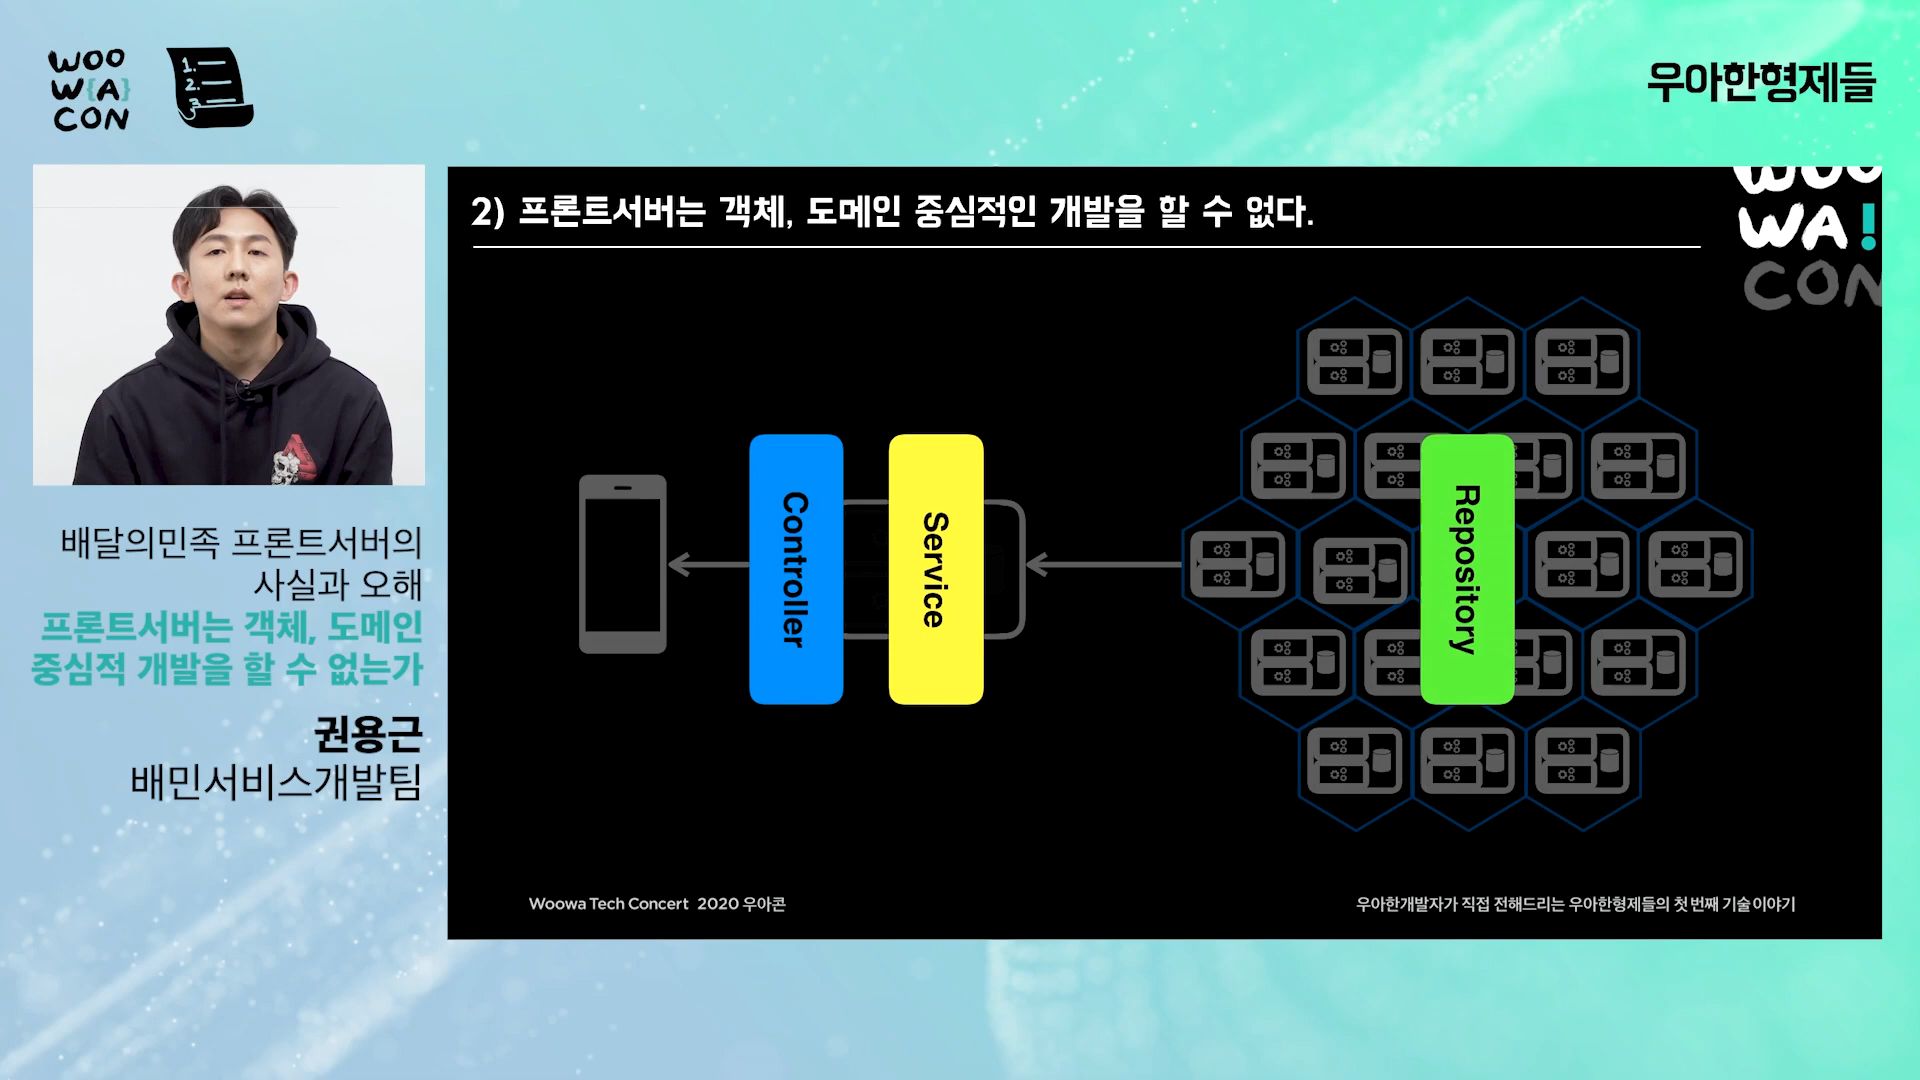 WOO
W{A}
CON
1.
2.
3.
우아한형제들
2) 프론트서버는 객체, 도메인 중심적인 개발을 할 수 없다.
WOO
WA!
CON
Controller
Service
Repository
배달의민족 프론트서버의
사실과 오해
프론트서버는 객체, 도메인
중심적 개발을 할 수 없는가
권용근
배민서비스개발팀
Woowa Tech Concert 2020 우아콘
우아한개발자가 직접 전해드리는 우아한형제들의 첫 번째 기술 이야기